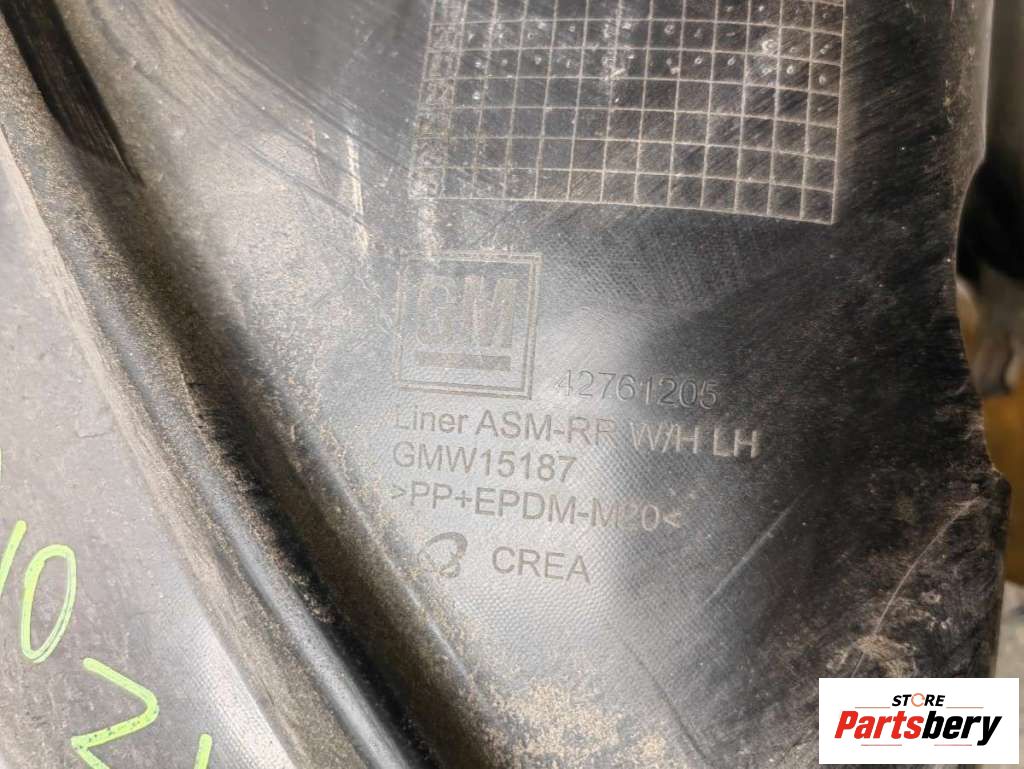 GM
42761205
Liner ASM-RR W/H LH
GMW15187
>PP+EPDM-M20<
CREA
STORE
Partsbery